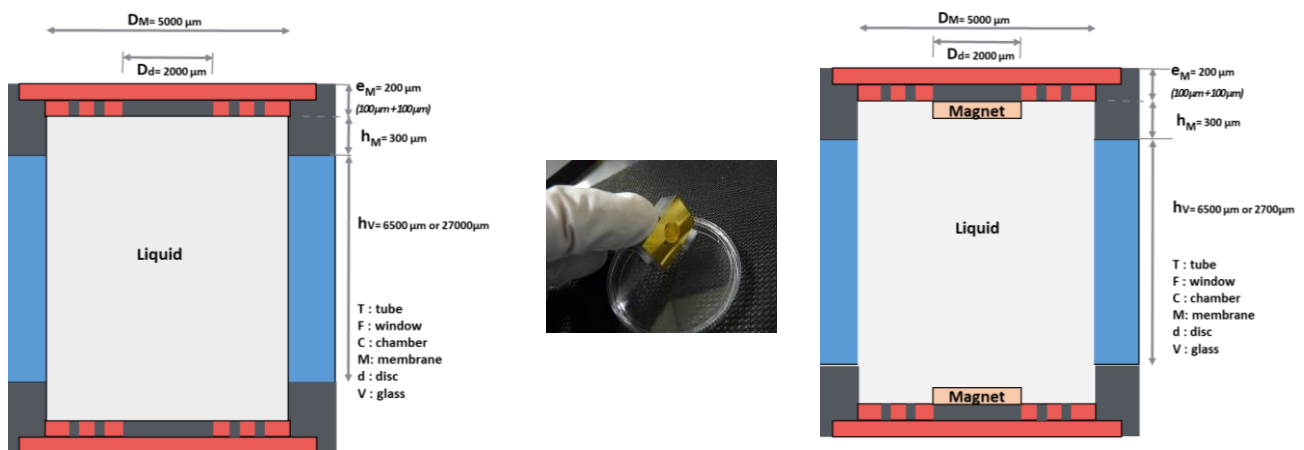 DM= 5000 µm
Dd= 2000 µm
eM= 200 µm
(100µm+100µm)
hM= 300 µm
hV= 6500 µm or 27000µm
Liquid
T : tube
F : window
C : chamber
M: membrane
d : disc
V : glass
DM= 5000 µm
Dd= 2000 µm
eM= 200 µm
(100µm+100µm)
Magnet
hM= 300 µm
hV= 6500 µm or 2700µm
Liquid
T : tube
F : window
C : chamber
M: membrane
d : disc
V : glass
Magnet